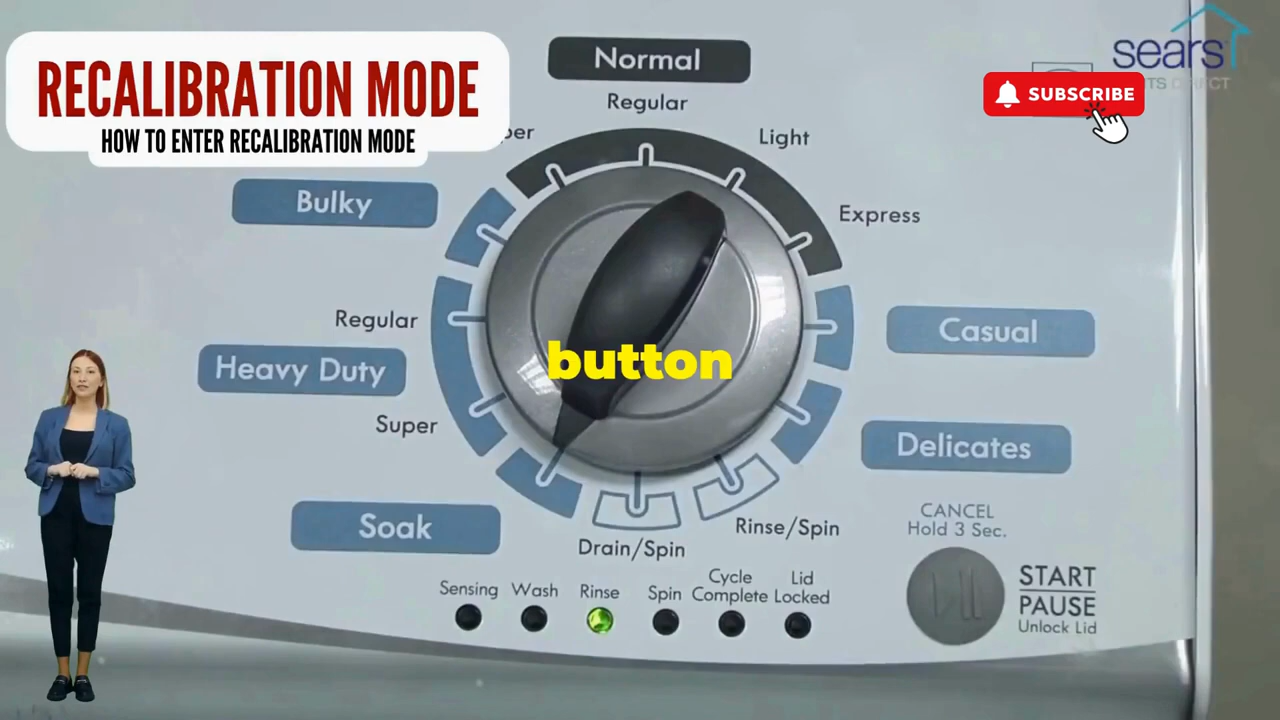 RECALIBRATION MODE
HOW TO ENTER RECALIBRATION MODE
sears
DIRECT
SUBSCRIBE
Normal
Regular
Light
Express
Bulky
Regular
Heavy Duty
Super
Casual
Delicates
button
Soak
Drain/Spin
Rinse/Spin
CANCEL
Hold 3 Sec.
Sensing
Wash
Rinse
Spin
Cycle
Complete
Lid
Locked
START
PAUSE
Unlock Lid